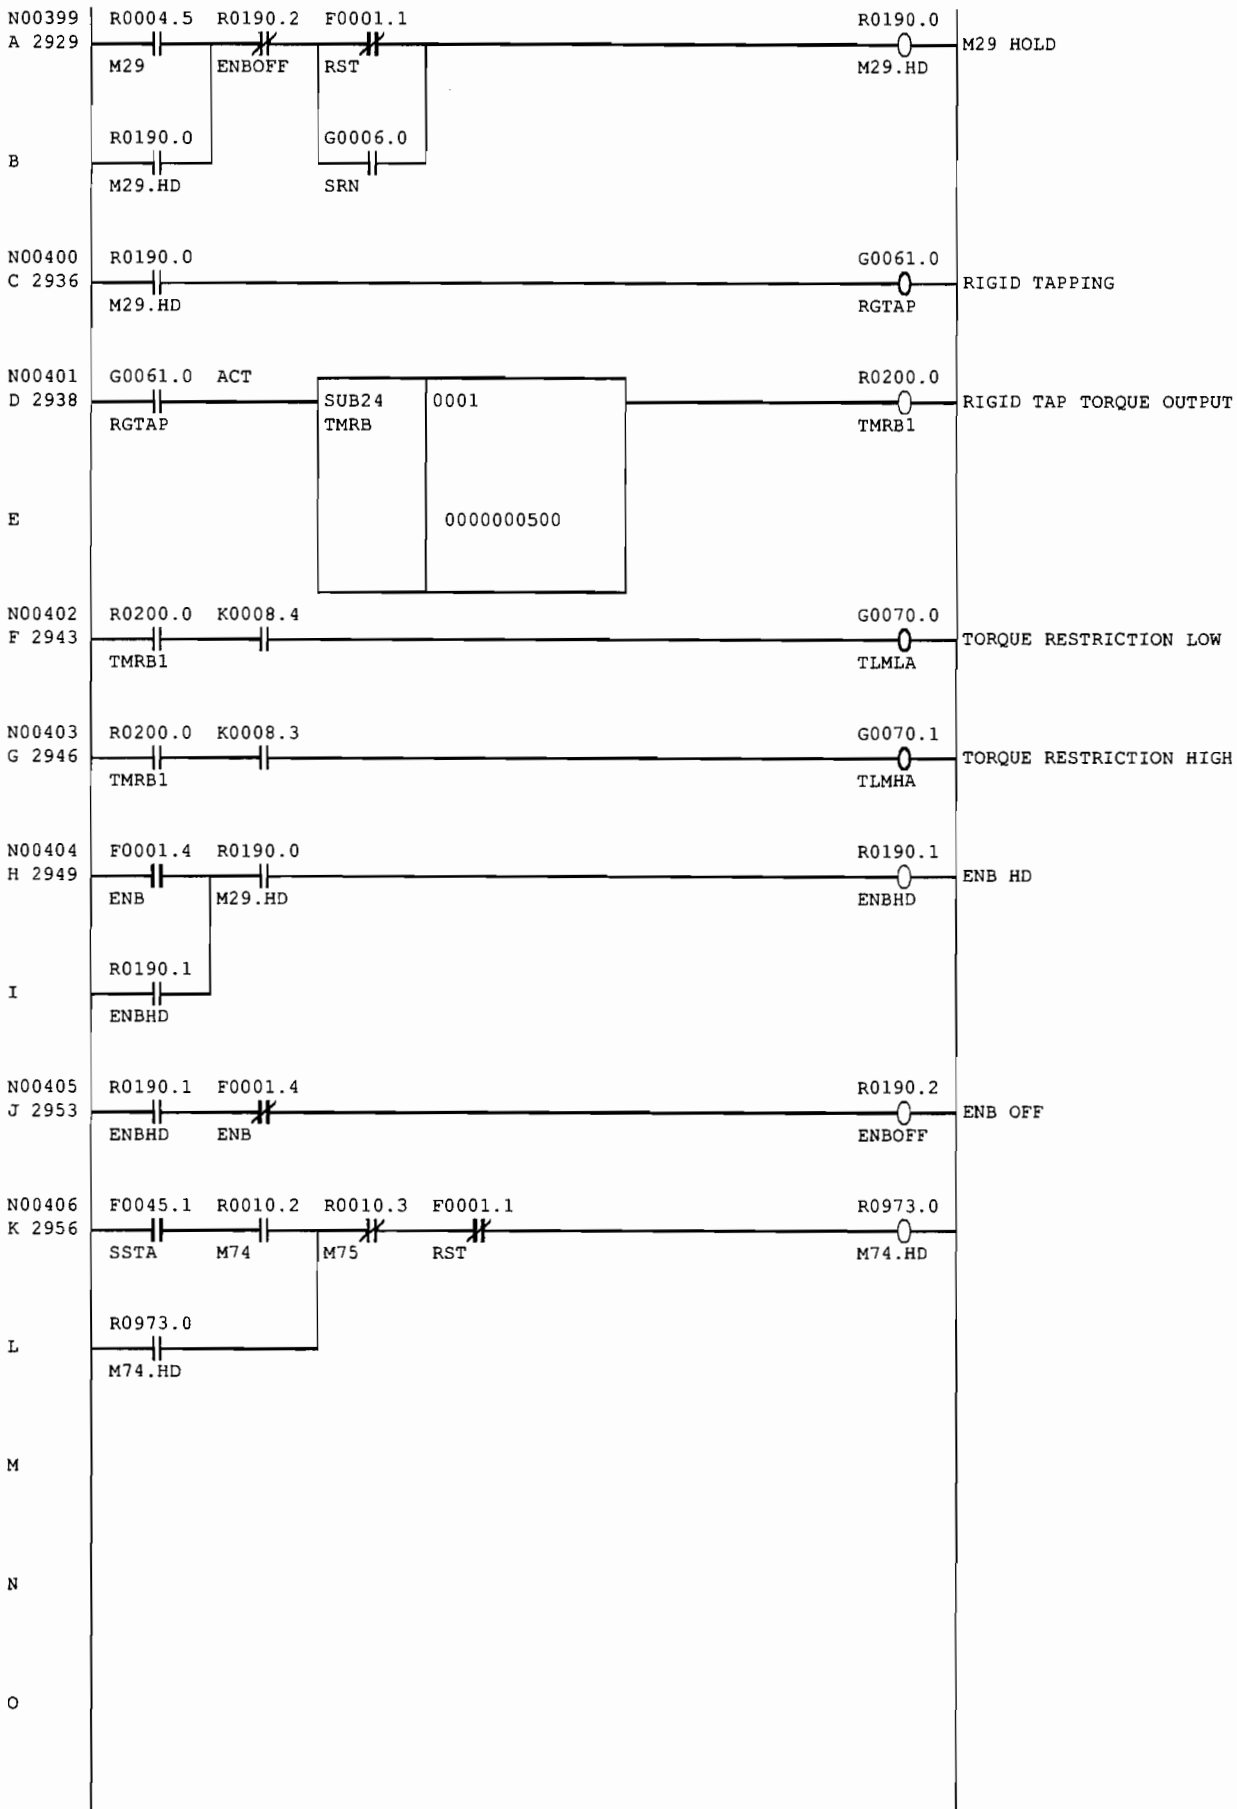 N00399 R0004.5 R0190.2 F0001.1 R0190.0
A 2929 M29 HOLD
M29 ENBOFF RST M29.HD
R0190.0 G0006.0
B
M29.HD SRN
N00400 R0190.0 G0061.0
C 2936 RIGID TAPPING
M29.HD RGTAP
N00401 G0061.0 ACT R0200.0
D 2938 SUB24 0001 RIGID TAP TORQUE OUTPUT
RGTAP TMRB TMRB1
E 0000000500
N00402 R0200.0 K0008.4 G0070.0
F 2943 TORQUE RESTRICTION LOW
TMRB1 TLMLA
N00403 R0200.0 K0008.3 G0070.1
G 2946 TORQUE RESTRICTION HIGH
TMRB1 TLMHA
N00404 F0001.4 R0190.0 R0190.1
H 2949 ENB HD
ENB M29.HD ENBHD
R0190.1
I
ENBHD
N00405 R0190.1 F0001.4 R0190.2
J 2953 ENB OFF
ENBHD ENB ENBOFF
N00406 F0045.1 R0010.2 R0010.3 F0001.1 R0973.0
K 2956
SSTA M74 M75 RST M74.HD
R0973.0
L
M74.HD
M
N
O